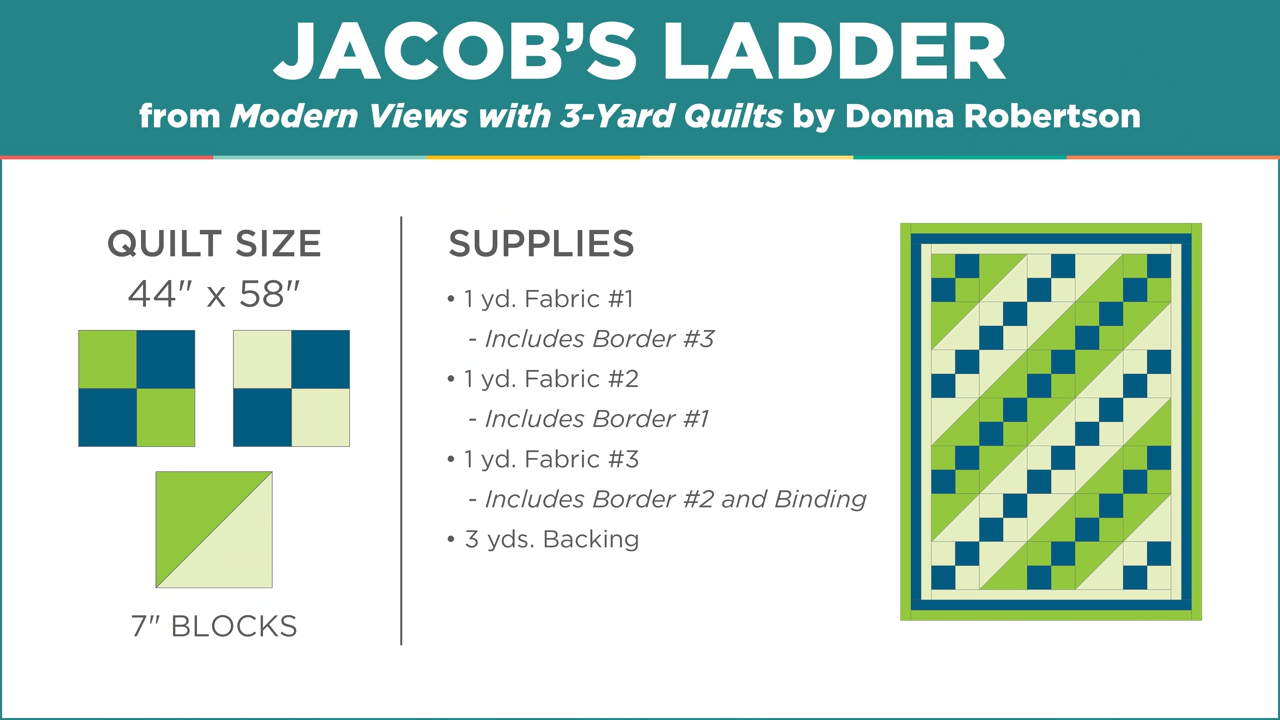 JACOB’S LADDER
from Modern Views with 3-Yard Quilts by Donna Robertson
QUILT SIZE
44" x 58"
7" BLOCKS
SUPPLIES
• 1 yd. Fabric #1
- Includes Border #3
• 1 yd. Fabric #2
- Includes Border #1
• 1 yd. Fabric #3
- Includes Border #2 and Binding
• 3 yds. Backing